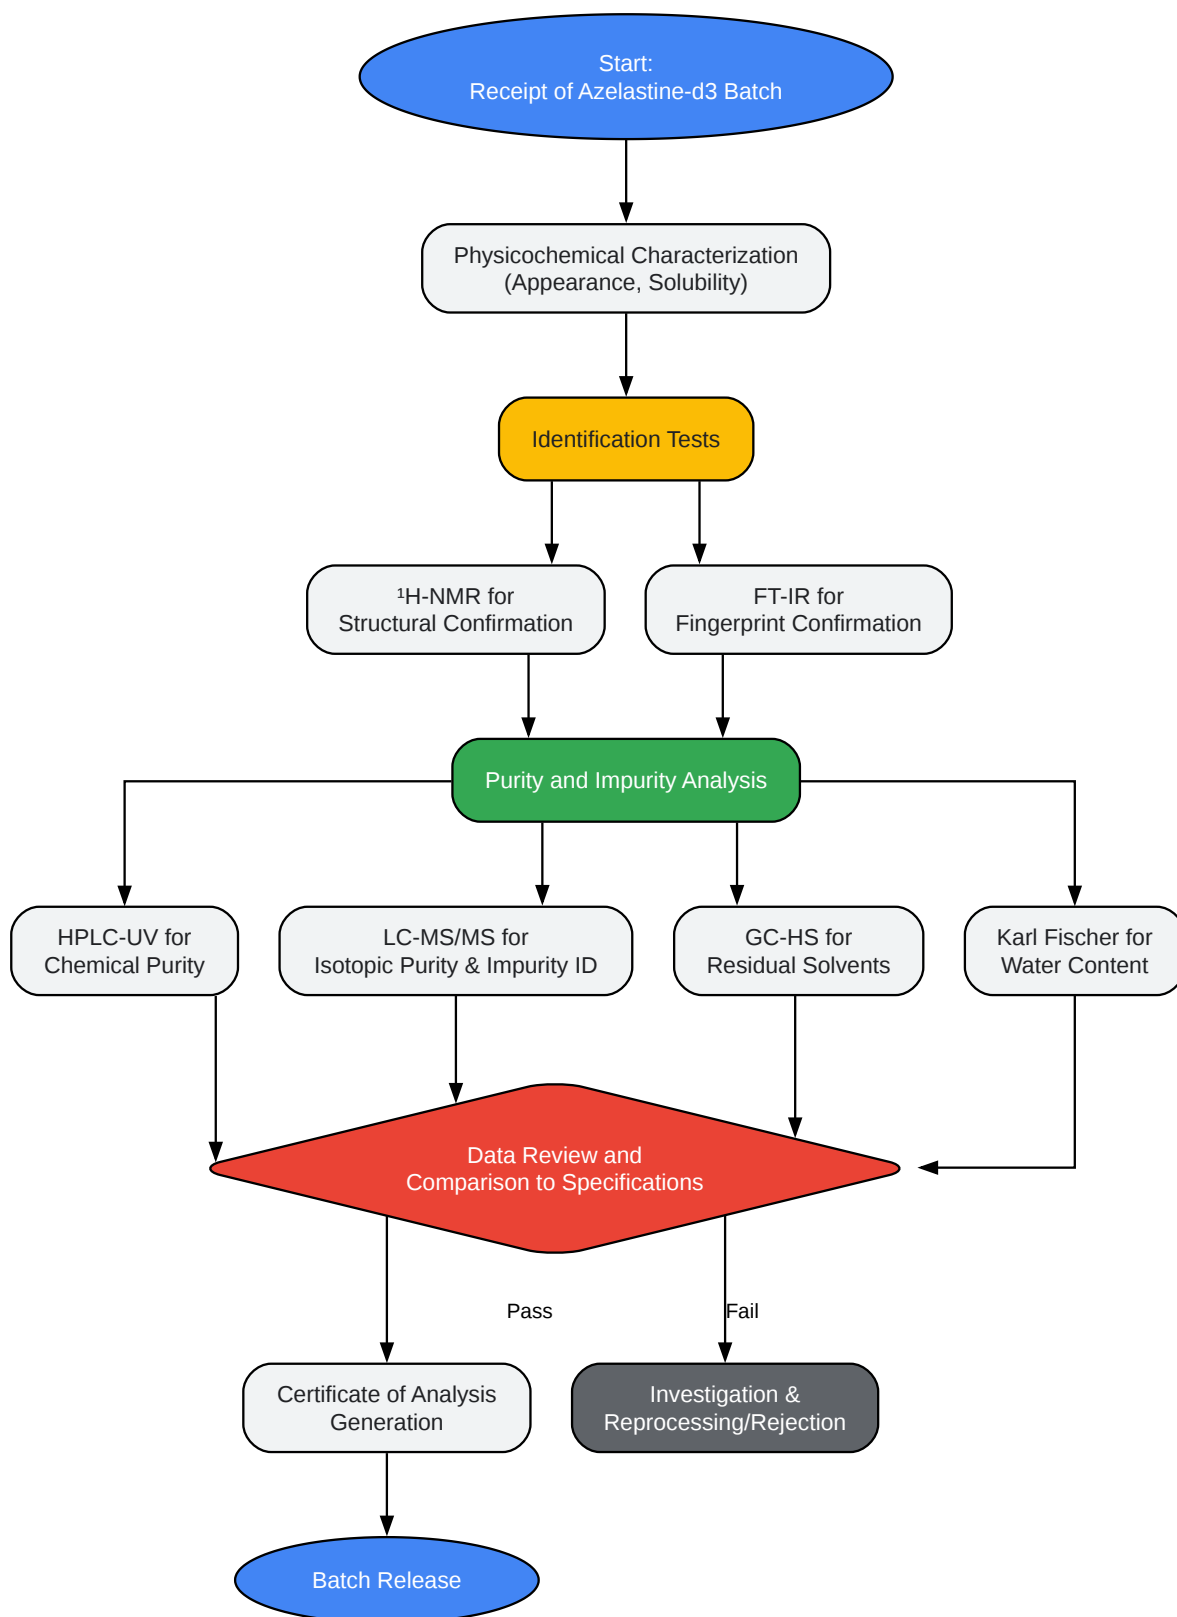 Start:
Receipt of Azelastine-d3 Batch
Physicochemical Characterization
(Appearance, Solubility)
Identification Tests
¹H-NMR for
Structural Confirmation
FT-IR for
Fingerprint Confirmation
Purity and Impurity Analysis
HPLC-UV for
Chemical Purity
LC-MS/MS for
Isotopic Purity & Impurity ID
GC-HS for
Residual Solvents
Karl Fischer for
Water Content
Data Review and
Comparison to Specifications
Pass
Fail
Certificate of Analysis
Generation
Investigation &
Reprocessing/Rejection
Batch Release